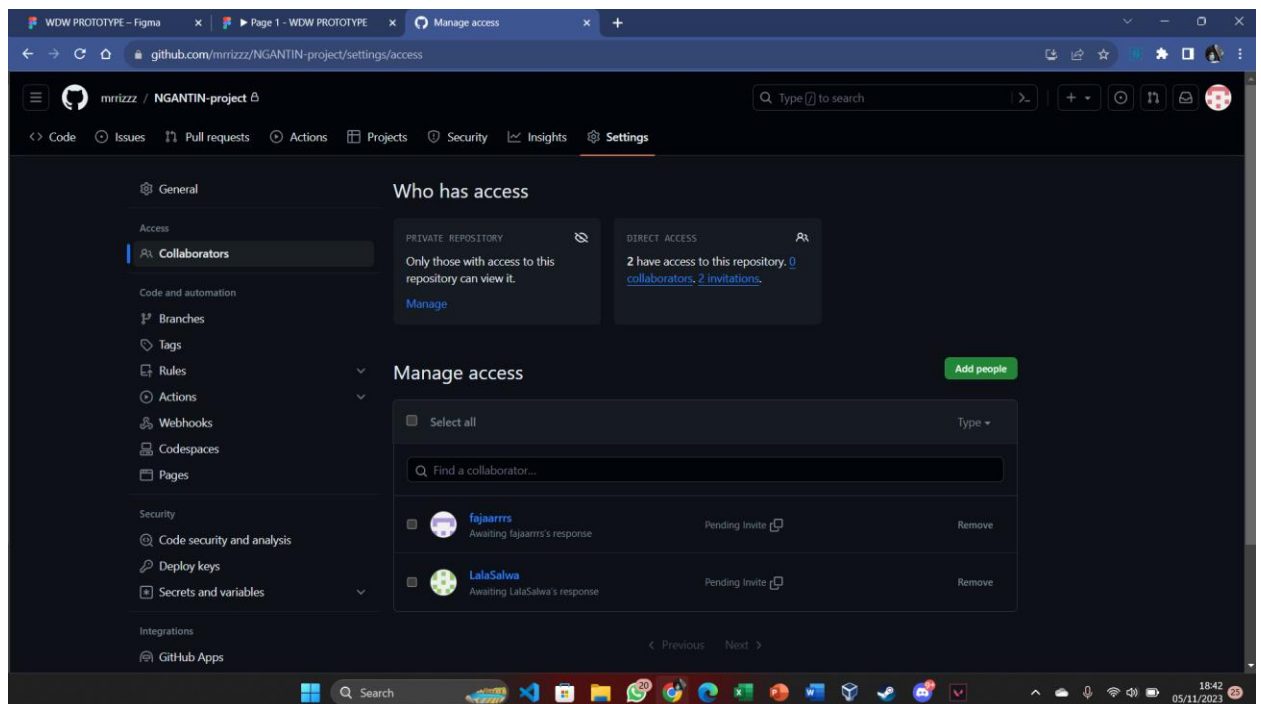 WDW PROTOTYPE – Figma
Page 1 - WDW PROTOTYPE
Manage access
github.com/mrrizzz/NGANTIN-project/settings/access
mrrizzz / NGANTIN-project
Type / to search
Code
Issues
Pull requests
Actions
Projects
Security
Insights
Settings
General
Access
Collaborators
Code and automation
Branches
Tags
Rules
Actions
Webhooks
Codespaces
Pages
Security
Code security and analysis
Deploy keys
Secrets and variables
Integrations
GitHub Apps
Who has access
PRIVATE REPOSITORY
Only those with access to this
repository can view it.
Manage
DIRECT ACCESS
2 have access to this repository. 0
collaborators. 2 invitations.
Manage access
Add people
Select all
Type
Find a collaborator...
fajaarrrs
Awaiting fajaarrrs's response
Pending Invite
Remove
LalaSalwa
Awaiting LalaSalwa's response
Pending Invite
Remove
Previous
Next
Search
20
18:42
05/11/2023
25